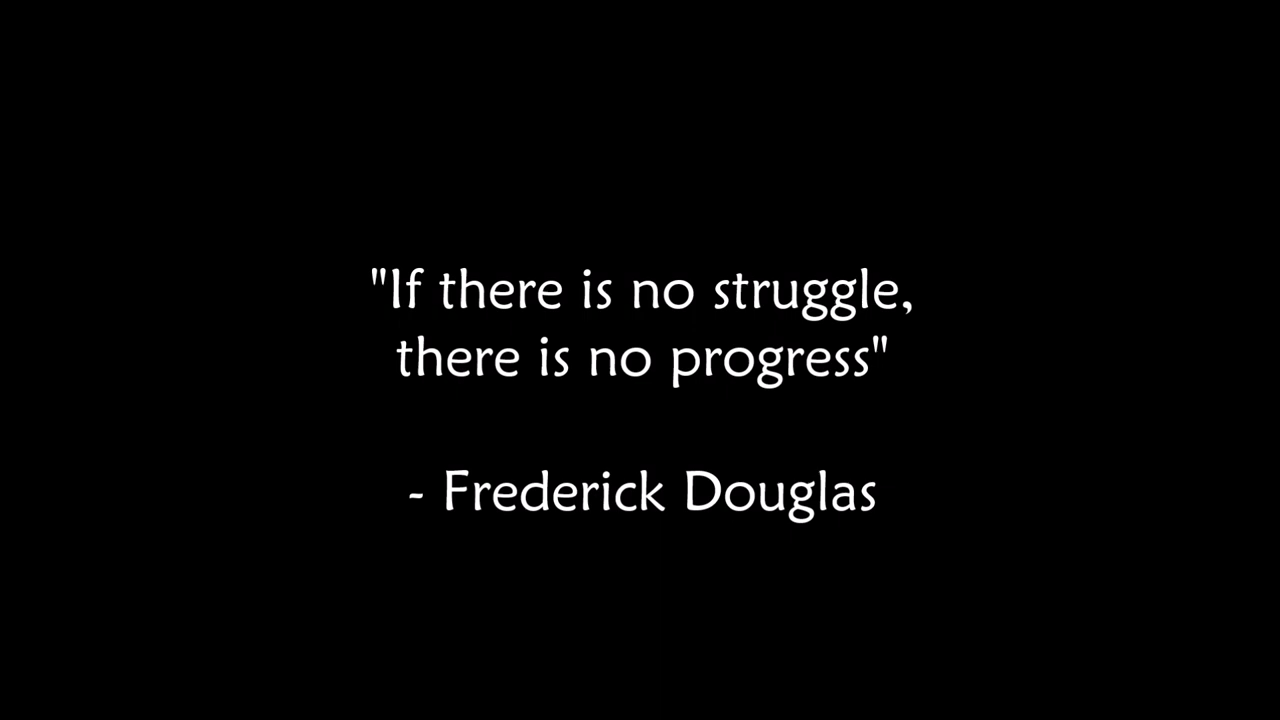 "If there is no struggle,
there is no progress"
- Frederick Douglas